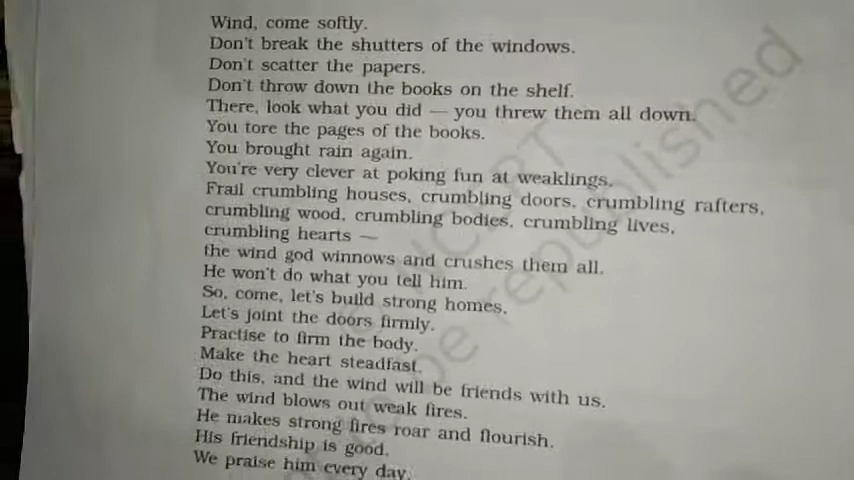 Wind, come softly.
Don't break the shutters of the windows.
Don't scatter the papers.
Don't throw down the books on the shelf.
There, look what you did — you threw them all down.
You tore the pages of the books.
You brought rain again.
You're very clever at poking fun at weaklings.
Frail crumbling houses, crumbling doors, crumbling rafters,
crumbling wood, crumbling bodies, crumbling lives,
crumbling hearts —
the wind god winnows and crushes them all.
He won't do what you tell him.
So, come, let's build strong homes,
Let's joint the doors firmly.
Practise to firm the body.
Make the heart steadfast.
Do this, and the wind will be friends with us.
The wind blows out weak fires.
He makes strong fires roar and flourish.
His friendship is good.
We praise him every day.
© NCERT
not to be republished